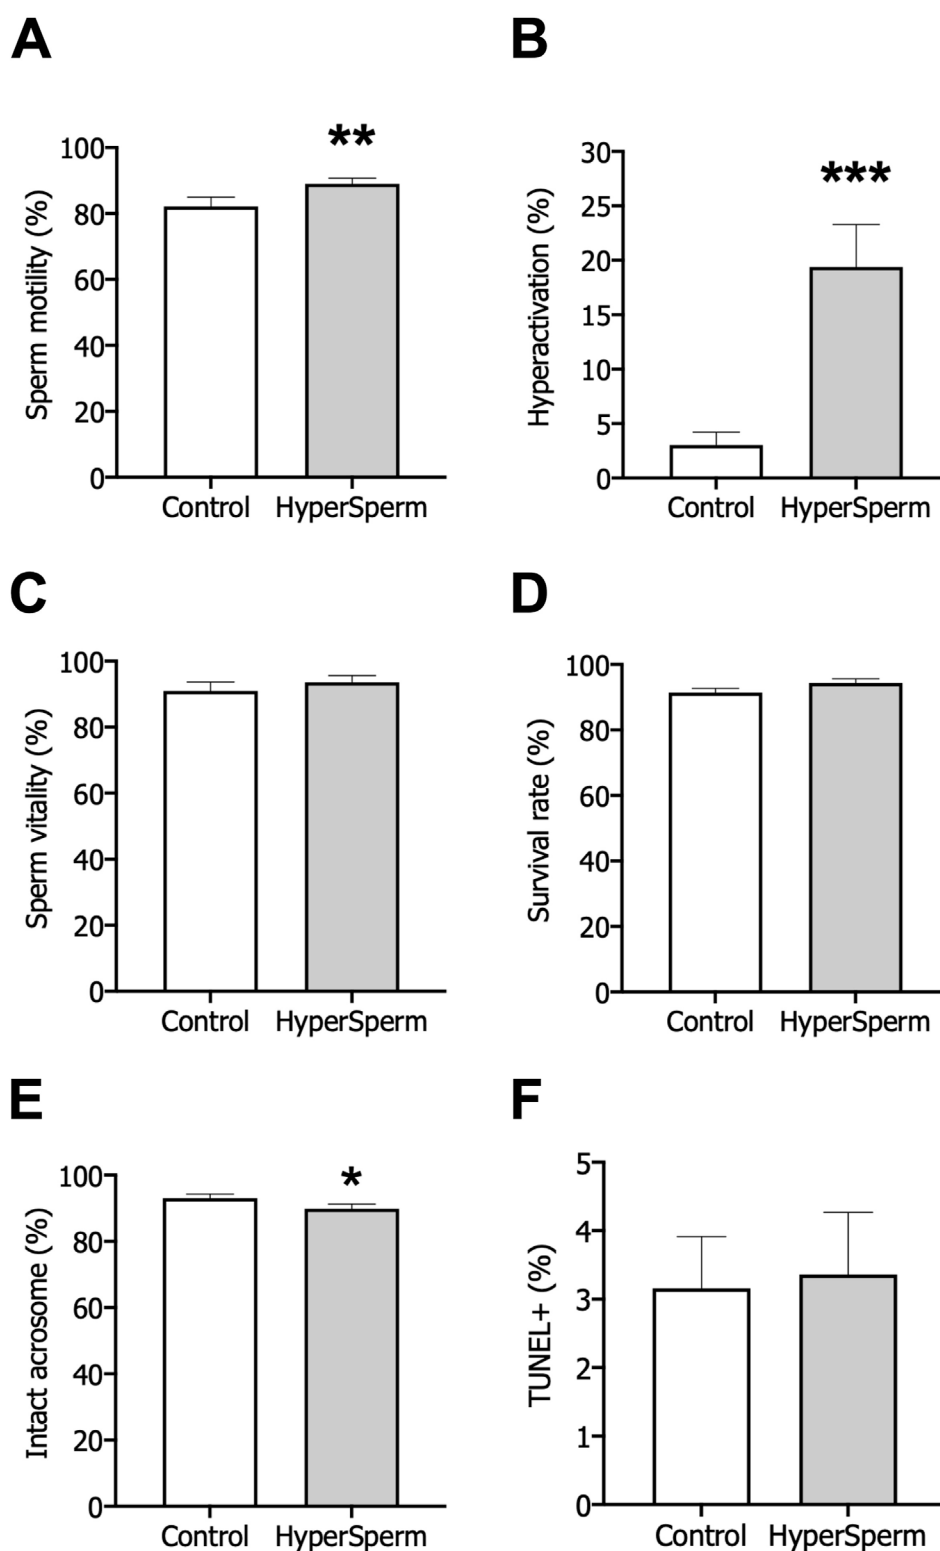 A
Sperm motility (%)
100
80
60
40
20
0
**
Control
HyperSperm
B
Hyperactivation (%)
30
25
20
15
10
5
0
***
Control
HyperSperm
C
Sperm vitality (%)
100
80
60
40
20
0
Control
HyperSperm
D
Survival rate (%)
100
80
60
40
20
0
Control
HyperSperm
E
Intact acrosome (%)
100
80
60
40
20
0
*
Control
HyperSperm
F
TUNEL+ (%)
5
4
3
2
1
0
Control
HyperSperm